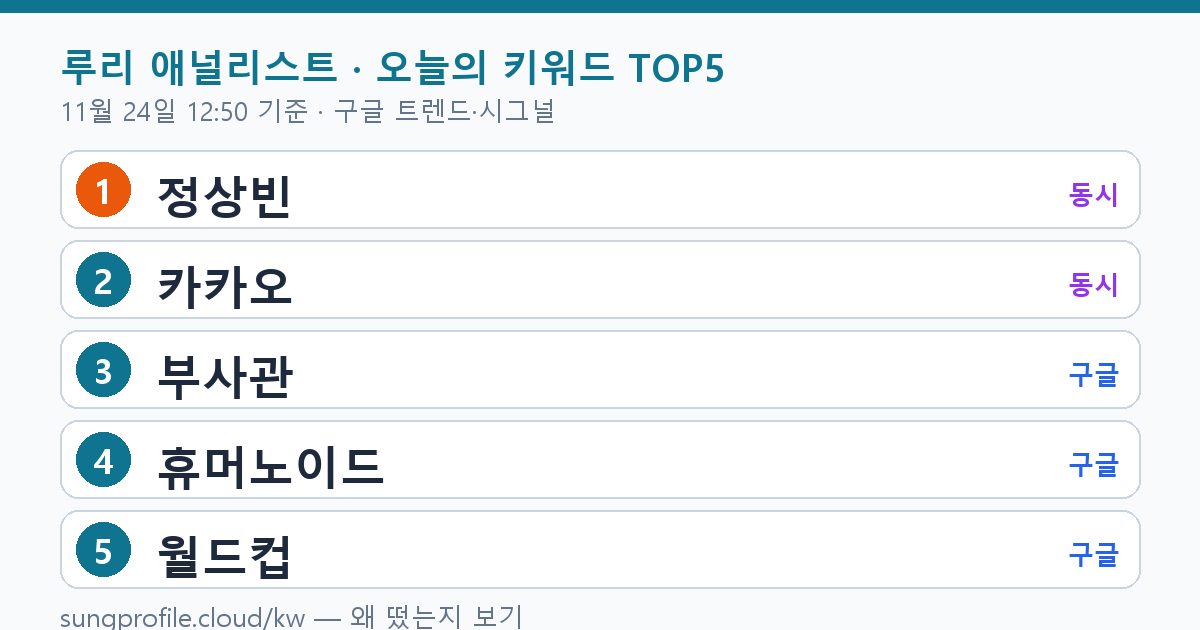 루리 애널리스트 · 오늘의 키워드 TOP5
11월 24일 12:50 기준 · 구글 트렌드·시그널
1 정상빈 동시
2 카카오 동시
3 부사관 구글
4 휴머노이드 구글
5 월드컵 구글
sungprofile.cloud/kw — 왜 떴는지 보기